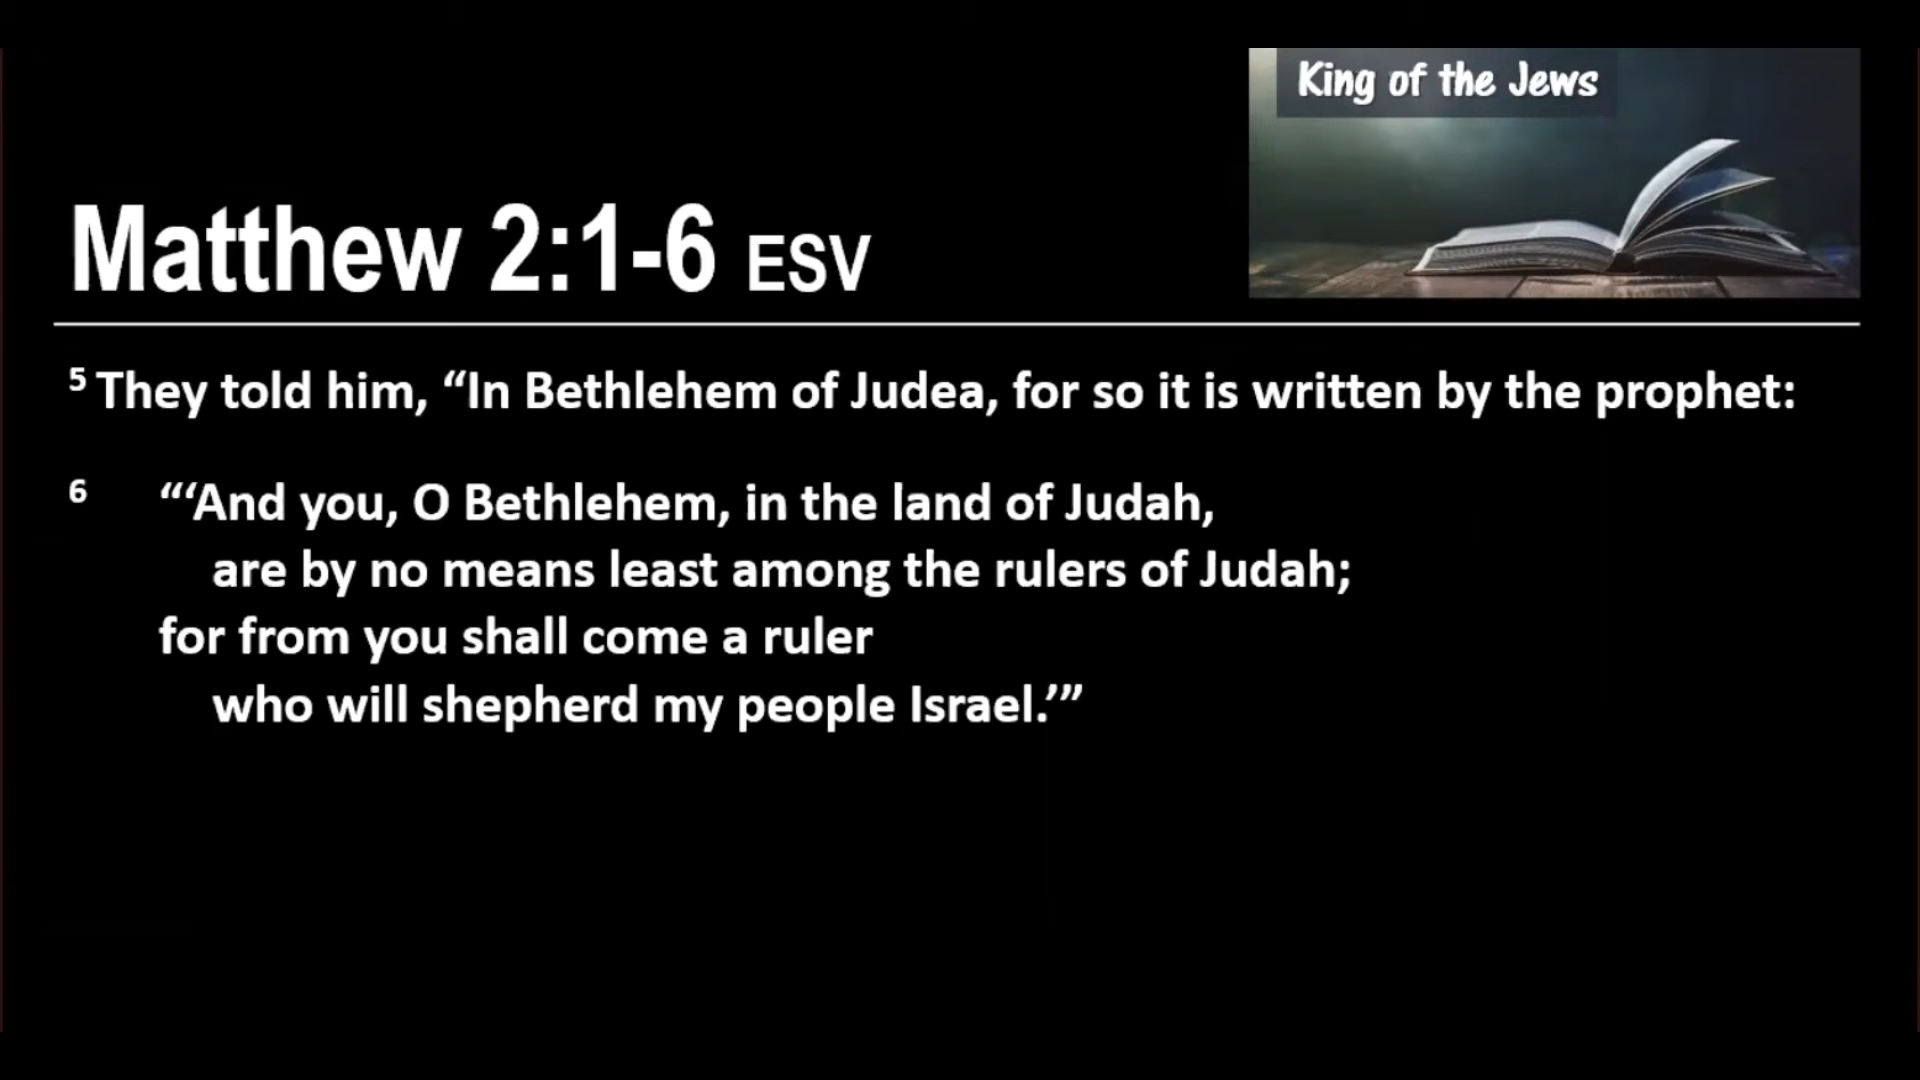 King of the Jews
Matthew 2:1-6 ESV
5 They told him, “In Bethlehem of Judea, for so it is written by the prophet:
6 “‘And you, O Bethlehem, in the land of Judah,
are by no means least among the rulers of Judah;
for from you shall come a ruler
who will shepherd my people Israel.’”